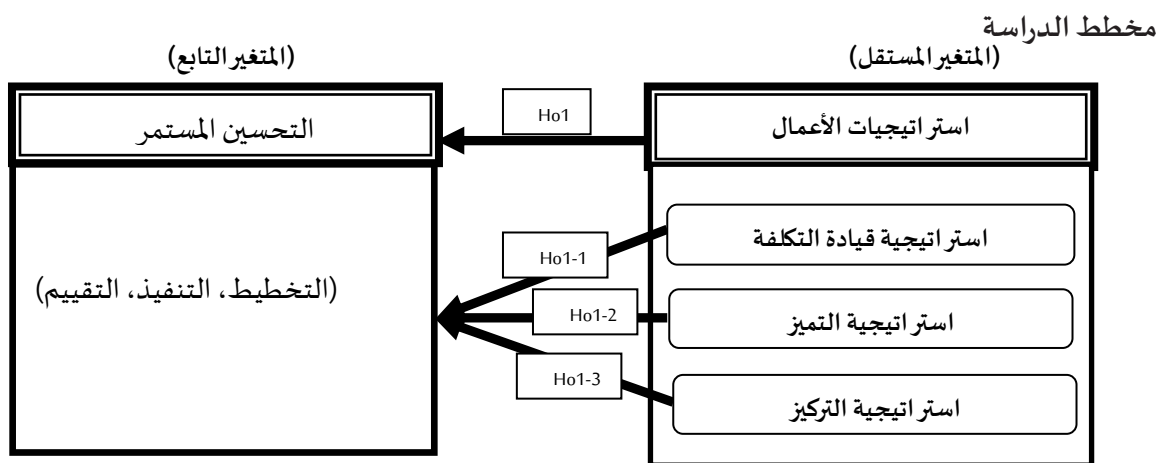 مخطط الدراسة
(المتغير المستقل)
(المتغير التابع)
استراتيجيات الأعمال
Ho1
التحسين المستمر
استراتيجية قيادة التكلفة
Ho1-1
(التخطيط، التنفيذ، التقييم)
استراتيجية التميز
Ho1-2
استراتيجية التركيز
Ho1-3